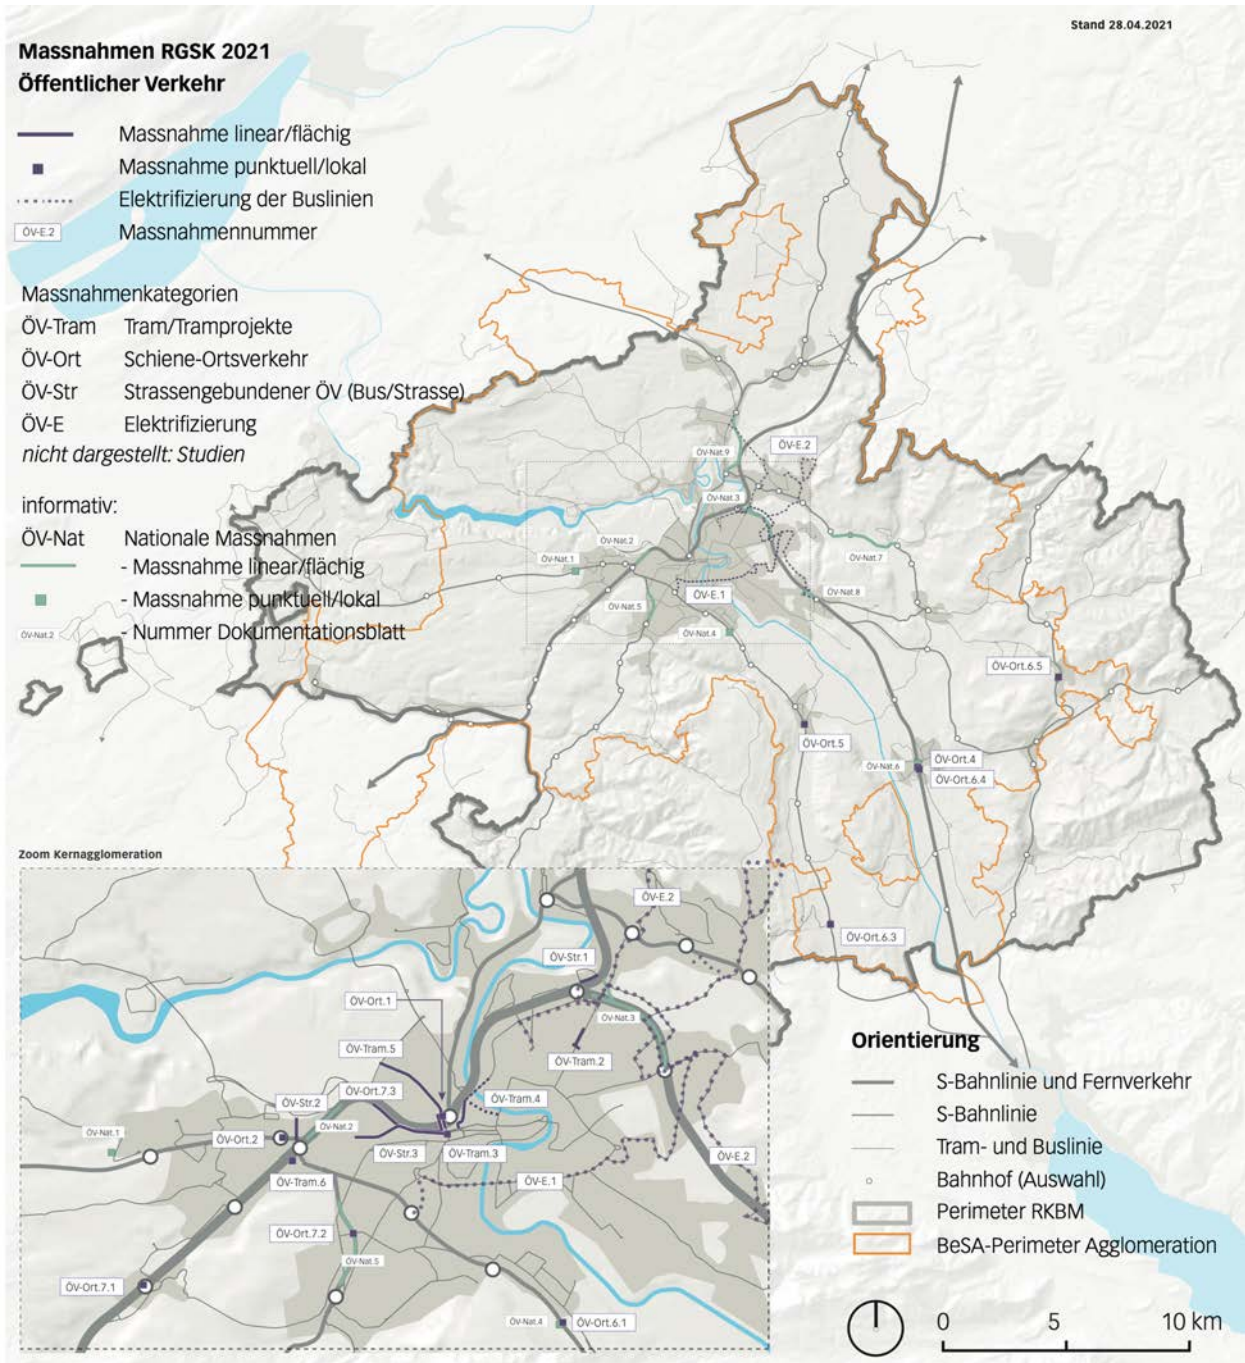 Stand 28.04.2021
Massnahmen RGSK 2021
Öffentlicher Verkehr
Massnahme linear/flächig
Massnahme punktuell/lokal
Elektrifizierung der Buslinien
ÖV-E.2 Massnahmennummer
Massnahmenkategorien
ÖV-Tram Tram/Tramprojekte
ÖV-Ort Schiene-Ortsverkehr
ÖV-Str Strassengebundener ÖV (Bus/Strasse)
ÖV-E Elektrifizierung
nicht dargestellt: Studien
informativ:
ÖV-Nat Nationale Massnahmen
- Massnahme linear/flächig
- Massnahme punktuell/lokal
ÖV-Nat.2 - Nummer Dokumentationsblatt
ÖV-E.2
ÖV-Nat.9
ÖV-Nat.3
ÖV-Nat.2
ÖV-Nat.1
ÖV-Nat.7
ÖV-Nat.8
ÖV-E.1
ÖV-Nat.5
ÖV-Nat.4
ÖV-Ort.6.5
ÖV-Ort.5
ÖV-Nat.6
ÖV-Ort.4
ÖV-Ort.6.4
ÖV-Ort.6.3
Zoom Kernagglomeration
ÖV-E.2
ÖV-Str.1
ÖV-Ort.1
ÖV-Nat.3
ÖV-Tram.5
ÖV-Tram.2
ÖV-Ort.7.3
ÖV-Str.2
ÖV-Tram.4
ÖV-Nat.1
ÖV-Nat.2
ÖV-Ort.2
ÖV-Str.3
ÖV-Tram.3
ÖV-E.2
ÖV-Tram.6
ÖV-E.1
ÖV-Ort.7.2
ÖV-Nat.5
ÖV-Ort.7.1
ÖV-Nat.4
ÖV-Ort.6.1
Orientierung
S-Bahnlinie und Fernverkehr
S-Bahnlinie
Tram- und Buslinie
Bahnhof (Auswahl)
Perimeter RKBM
BeSA-Perimeter Agglomeration
0 5 10 km